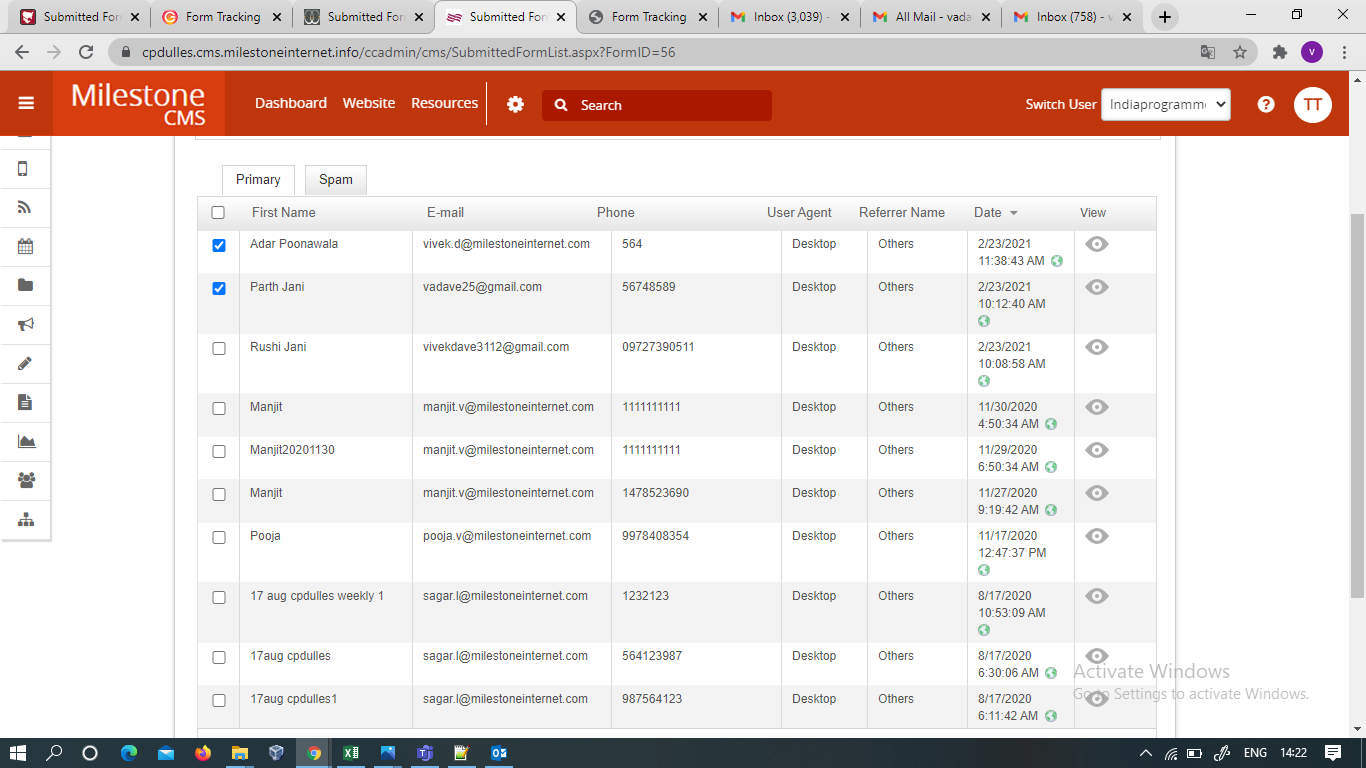 Submitted For
Form Tracking
Submitted For
Submitted For
Form Tracking
Inbox (3,039) -
All Mail - vada
Inbox (758) - v
cpdulles.cms.milestoneinternet.info/ccadmin/cms/SubmittedFormList.aspx?FormID=56
V
Milestone
CMS
Dashboard Website Resources
Search
Switch User
Indiaprogramm
?
TT
Primary Spam
First Name E-mail Phone User Agent Referrer Name Date View
Adar Poonawala vivek.d@milestoneinternet.com 564 Desktop Others 2/23/2021
11:38:43 AM
Parth Jani vadave25@gmail.com 56748589 Desktop Others 2/23/2021
10:12:40 AM
Rushi Jani vivekdave3112@gmail.com 09727390511 Desktop Others 2/23/2021
10:08:58 AM
Manjit manjit.v@milestoneinternet.com 1111111111 Desktop Others 11/30/2020
4:50:34 AM
Manjit20201130 manjit.v@milestoneinternet.com 1111111111 Desktop Others 11/29/2020
6:50:34 AM
Manjit manjit.v@milestoneinternet.com 1478523690 Desktop Others 11/27/2020
9:19:42 AM
Pooja pooja.v@milestoneinternet.com 9978408354 Desktop Others 11/17/2020
12:47:37 PM
17 aug cpdulles weekly 1 sagar.l@milestoneinternet.com 1232123 Desktop Others 8/17/2020
10:53:09 AM
17aug cpdulles sagar.l@milestoneinternet.com 564123987 Desktop Others 8/17/2020
6:30:06 AM
17aug cpdulles1 sagar.l@milestoneinternet.com 987564123 Desktop Others 8/17/2020
6:11:42 AM
Activate Windows
Go to Settings to activate Windows.
ENG 14:22